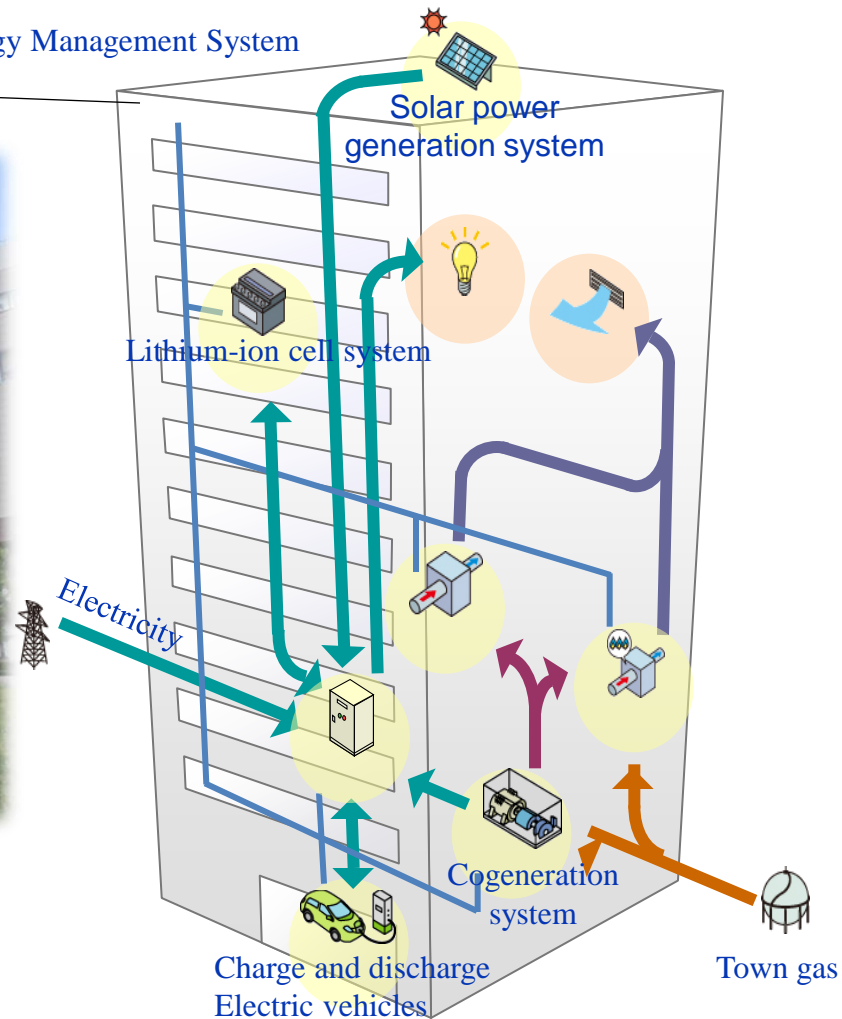 gy Management System
Solar power
generation system
Lithium-ion cell system
Electricity
Cogeneration
system
Charge and discharge
Electric vehicles
Town gas